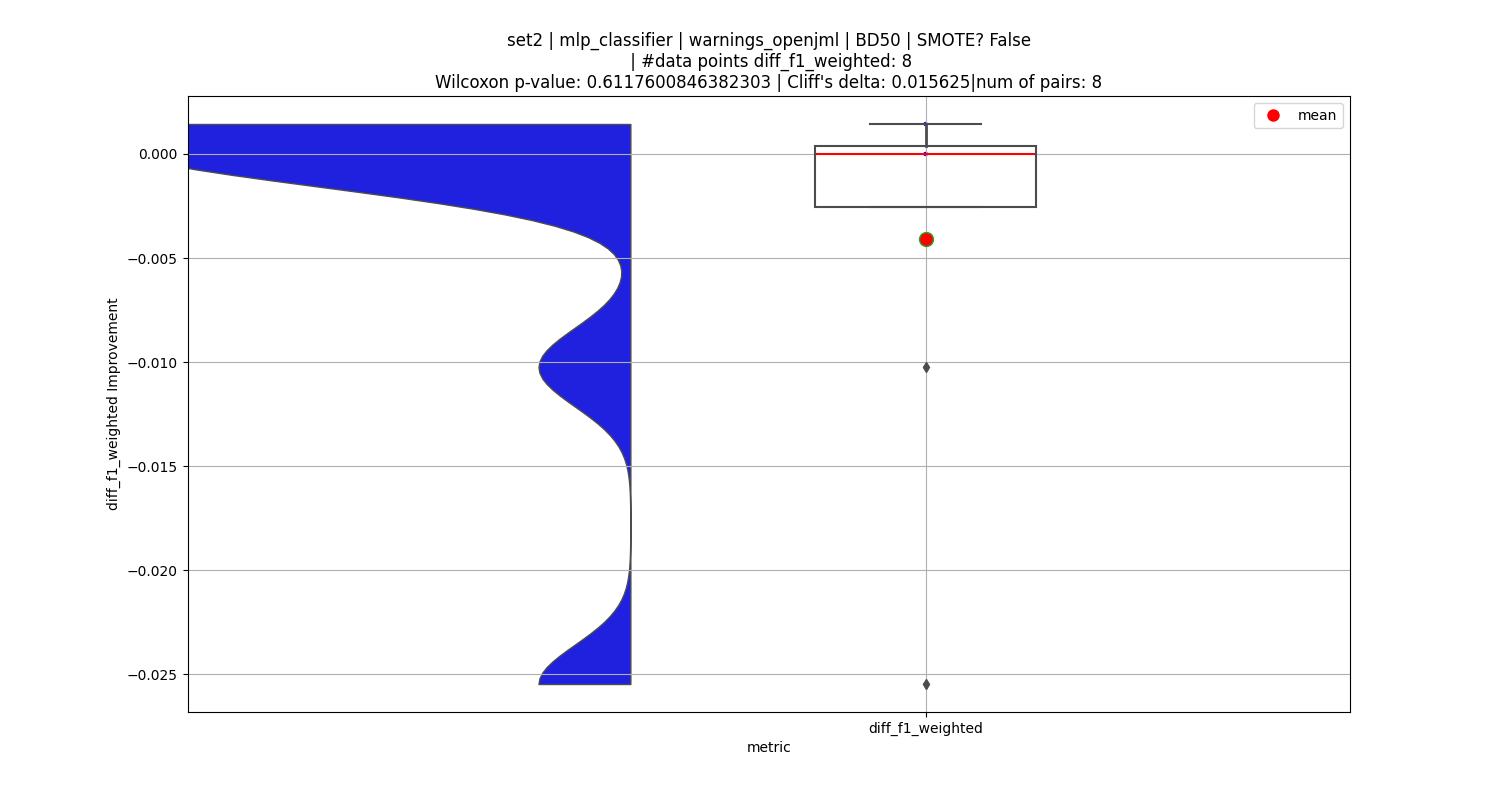 set2 | mlp_classifier | warnings_openjml | BD50 | SMOTE? False
| #data points diff_f1_weighted: 8
Wilcoxon p-value: 0.6117600846382303 | Cliff's delta: 0.015625|num of pairs: 8
mean
0.000
−0.005
−0.010
−0.015
−0.020
−0.025
diff_f1_weighted Improvement
diff_f1_weighted
metric